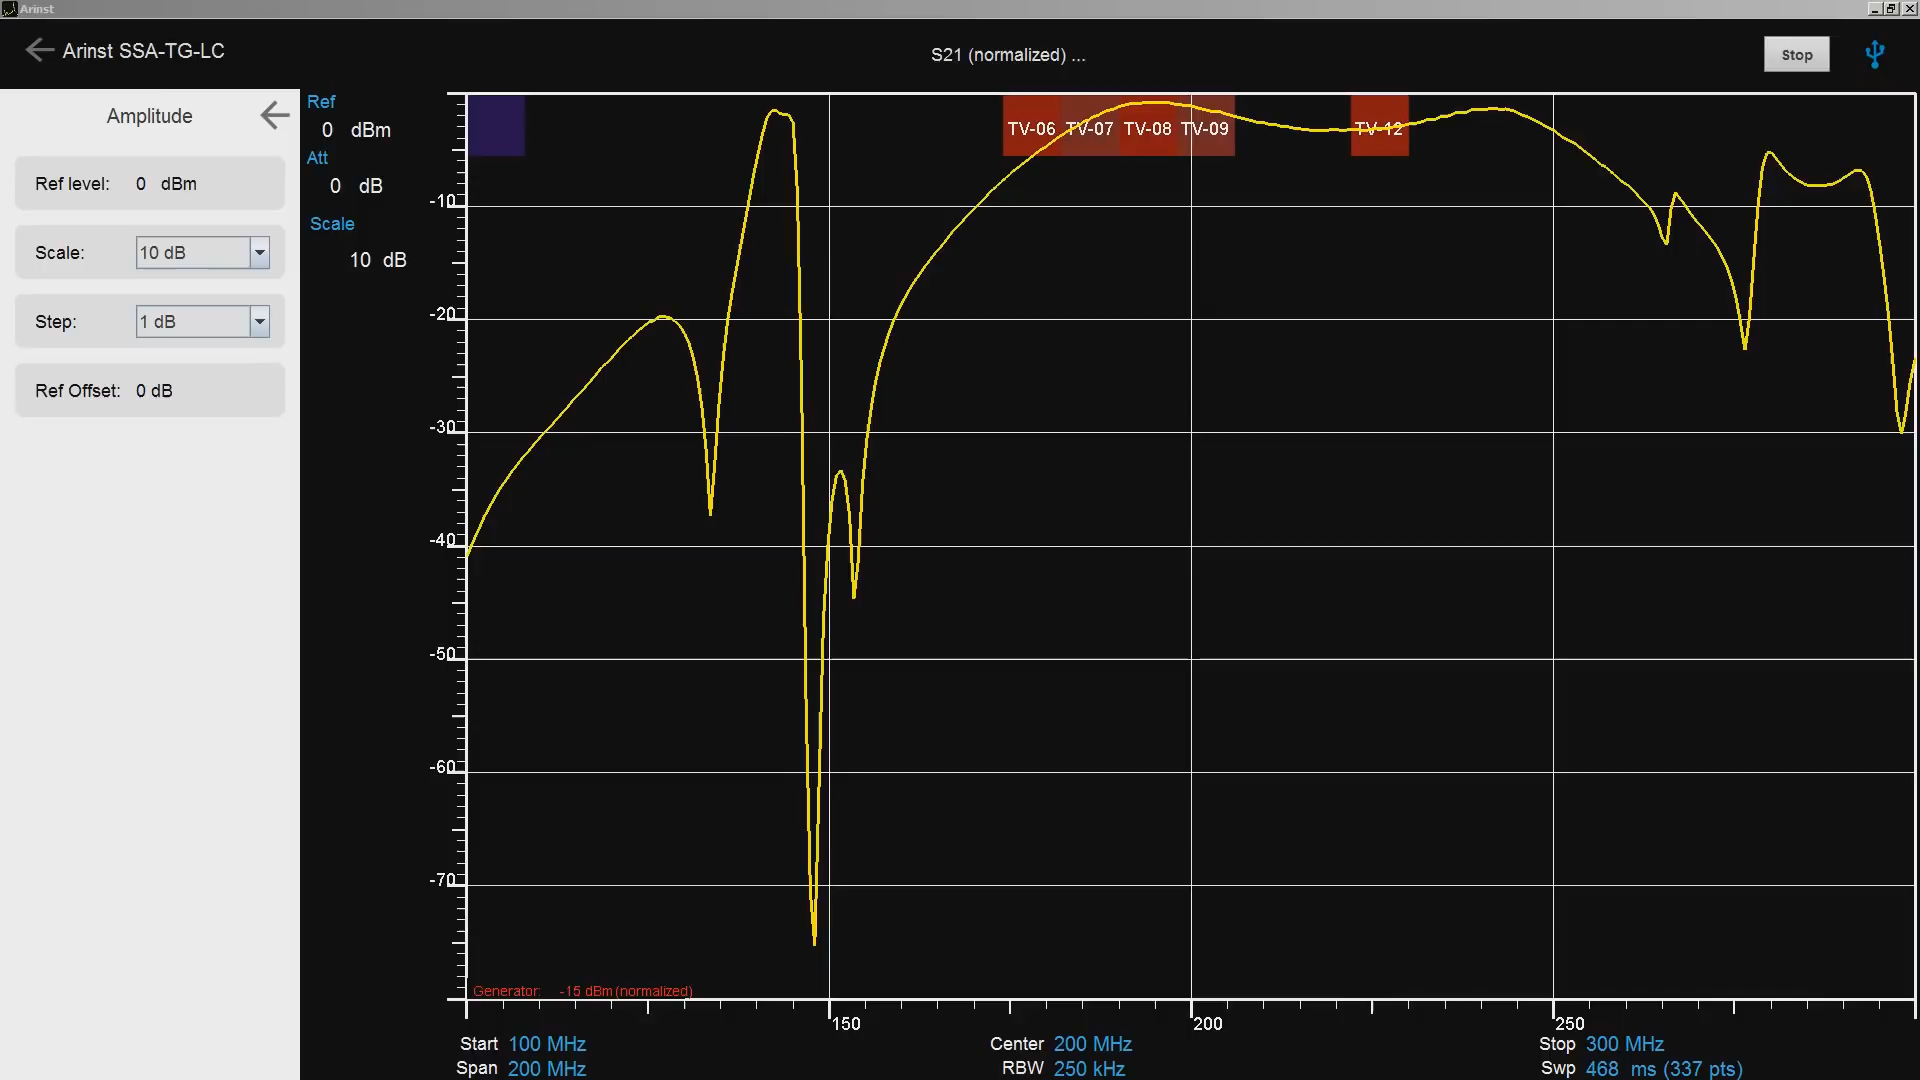 Arinst
Arinst SSA-TG-LC
S21 (normalized) ...
Stop
Amplitude
Ref level: 0 dBm
Scale: 10 dB
Step: 1 dB
Ref Offset: 0 dB
Ref
0 dBm
Att
0 dB
Scale
10 dB
TV-06 TV-07 TV-08 TV-09 TV-12
-10
-20
-30
-40
-50
-60
-70
Generator: -15 dBm (normalized)
150 200 250
Start 100 MHz Center 200 MHz Stop 300 MHz
Span 200 MHz RBW 250 kHz Swp 468 ms (337 pts)